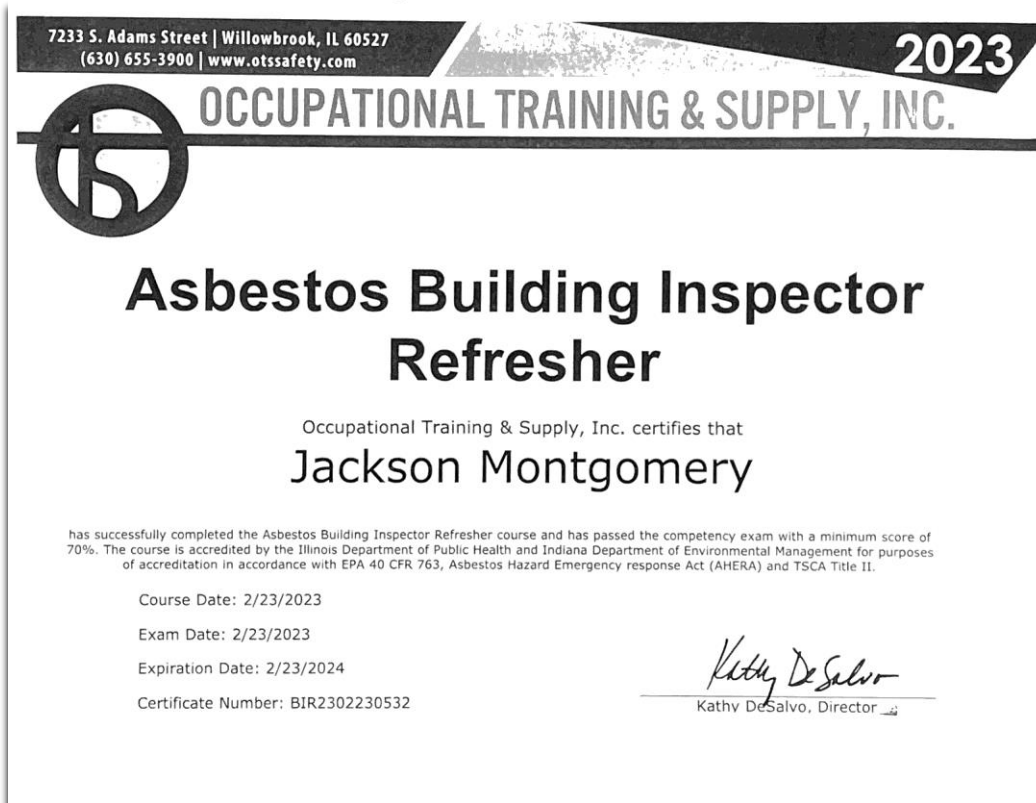 7233 S. Adams Street | Willowbrook, IL 60527
(630) 655-3900 | www.otssafety.com
2023
OCCUPATIONAL TRAINING & SUPPLY, INC.
Asbestos Building Inspector
Refresher
Occupational Training & Supply, Inc. certifies that
Jackson Montgomery
has successfully completed the Asbestos Building Inspector Refresher course and has passed the competency exam with a minimum score of
70%. The course is accredited by the Illinois Department of Public Health and Indiana Department of Environmental Management for purposes
of accreditation in accordance with EPA 40 CFR 763, Asbestos Hazard Emergency response Act (AHERA) and TSCA Title II.
Course Date: 2/23/2023
Exam Date: 2/23/2023
Expiration Date: 2/23/2024
Certificate Number: BIR2302230532
Kathy DeSalvo
Kathy DeSalvo, Director